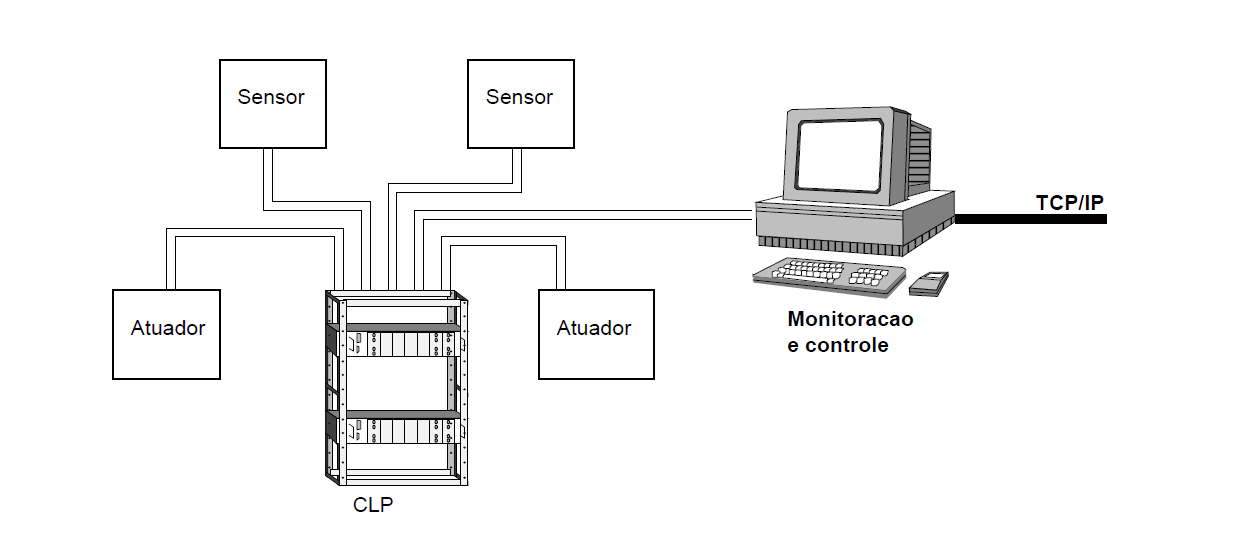 Sensor
Sensor
TCP/IP
Atuador
Atuador
Monitoracao
e controle
CLP